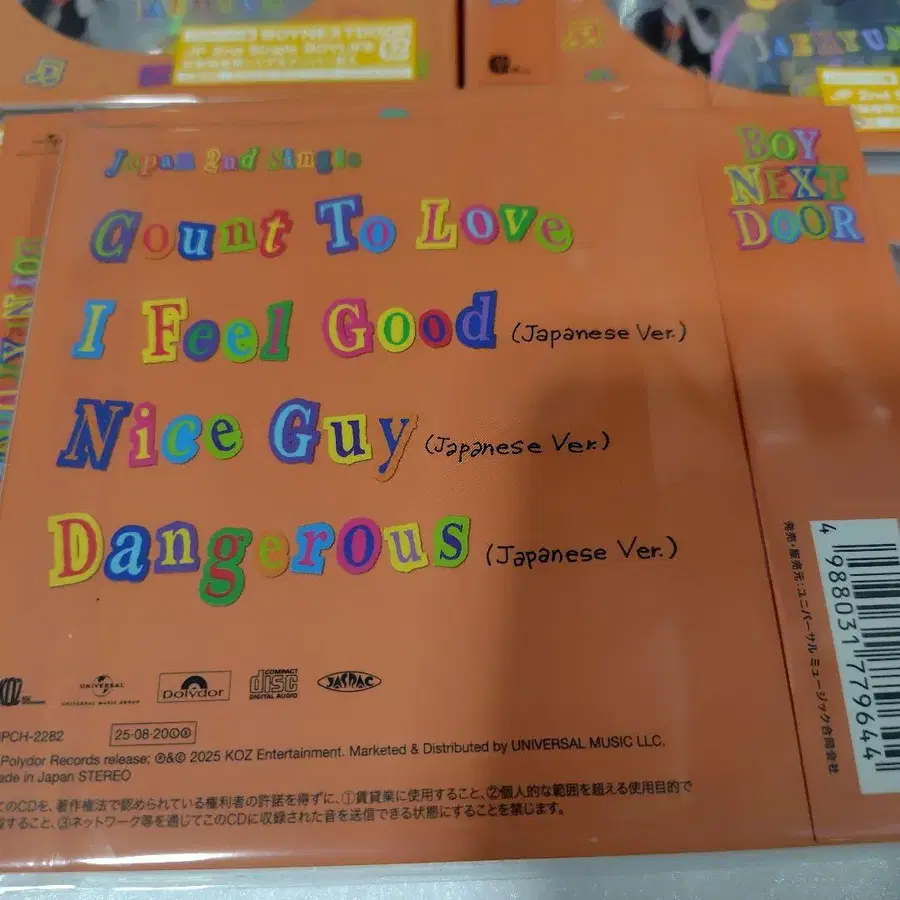 JAEHYUN
Japan 2nd Single
BOY
NEXT
DOOR
Count To Love
I Feel Good (Japanese Ver.)
Nice Guy (Japanese Ver.)
Dangerous (Japanese Ver.)
発売・販売元：ユニバーサル ミュージック合同会社
4 988031 779644
KOZ
UNIVERSAL
UNIVERSAL MUSIC GROUP
polydor
COMPACT
disc
DIGITAL AUDIO
JASRAC
PCH-2282
25-08-20
Polydor Records release; ℗&© 2025 KOZ Entertainment. Marketed & Distributed by UNIVERSAL MUSIC LLC.
Made in Japan STEREO
このCDを、著作権法で認められている権利者の許諾を得ずに、①賃貸業に使用すること、②個人的な範囲を超える使用目的で
すること、③ネットワーク等を通じてこのCDに収録された音を送信できる状態にすることを禁じます。